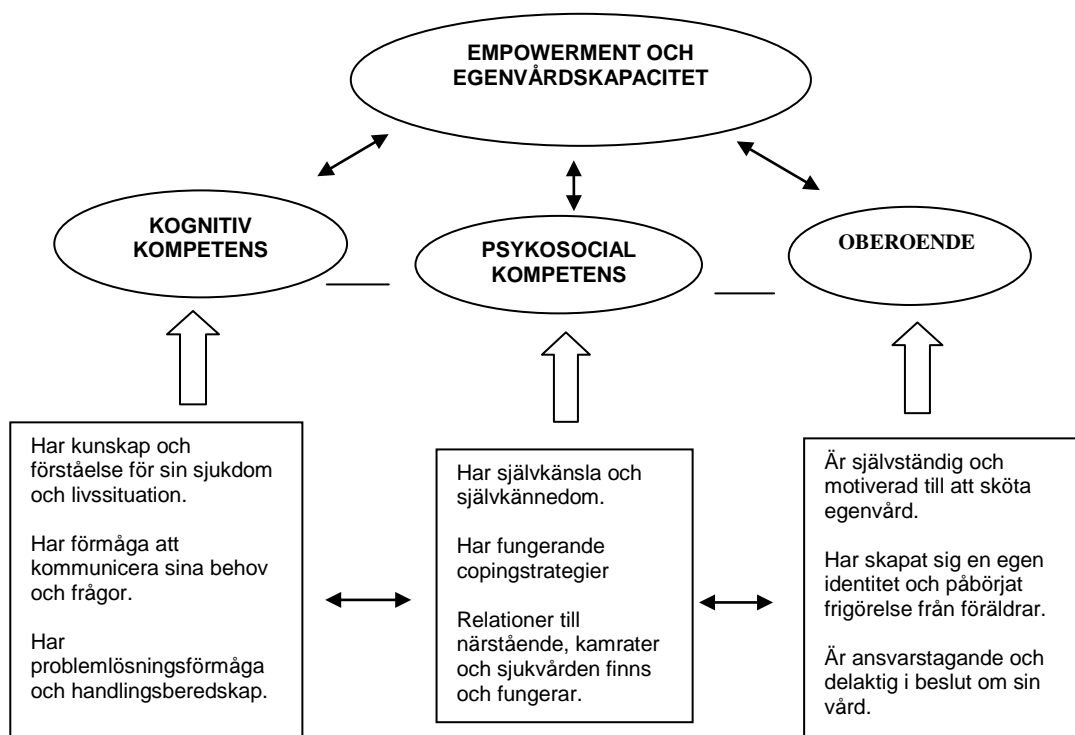 EMPOWERMENT OCH
EGENVÅRDSKAPACITET
KOGNITIV
KOMPETENS
PSYKOSOCIAL
KOMPETENS
OBEROENDE
Har kunskap och
förståelse för sin sjukdom
och livssituation.
Har förmåga att
kommunicera sina behov
och frågor.
Har
problemlösningsförmåga
och handlingsberedskap.
Har självkänsla och
självkännedom.
Har fungerande
copingstrategier
Relationer till
närstående, kamrater
och sjukvården finns
och fungerar.
Är självständig och
motiverad till att sköta
egenvård.
Har skapat sig en egen
identitet och påbörjat
frigörelse från föräldrar.
Är ansvarstagande och
delaktig i beslut om sin
vård.